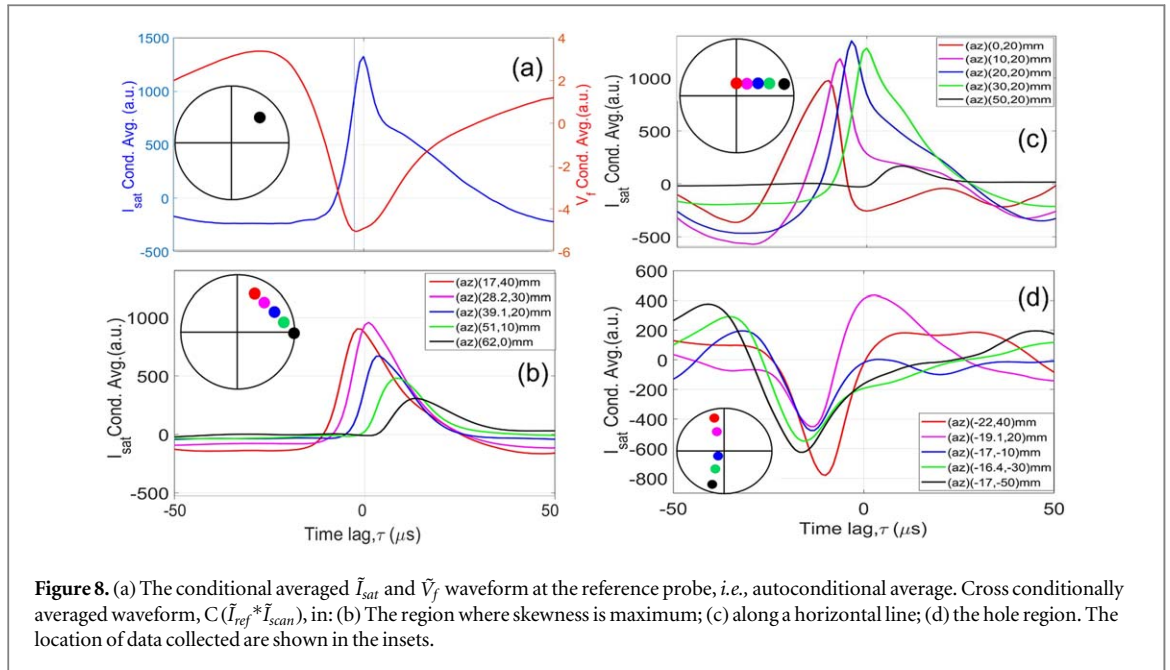 1500
1000
500
0
-500
I_sat Cond. Avg.(a.u.)
(a)
4
2
0
-2
-4
-6
V_f Cond. Avg.(a.u.)
1000
500
0
-500
I_sat Cond. Avg.(a.u.)
(az)(0,20)mm
(az)(10,20)mm
(az)(20,20)mm
(az)(30,20)mm
(az)(50,20)mm
(c)
1000
500
0
-500
I_sat Cond. Avg.(a.u.)
(az)(17,40)mm
(az)(28.2,30)mm
(az)(39.1,20)mm
(az)(51,10)mm
(az)(62,0)mm
(b)
-50
0
50
Time lag,τ (μs)
600
400
200
0
-200
-400
-600
-800
I_sat Cond. Avg.(a.u.)
(d)
(az)(-22,40)mm
(az)(-19.1,20)mm
(az)(-17,-10)mm
(az)(-16.4,-30)mm
(az)(-17,-50)mm
-50
0
50
Time lag,τ (μs)
Figure 8. (a) The conditional averaged Ĩ_sat and Ṽ_f waveform at the reference probe, i.e., autoconditional average. Cross conditionally
averaged waveform, C(Ĩ_ref*Ĩ_scan), in: (b) The region where skewness is maximum; (c) along a horizontal line; (d) the hole region. The
location of data collected are shown in the insets.